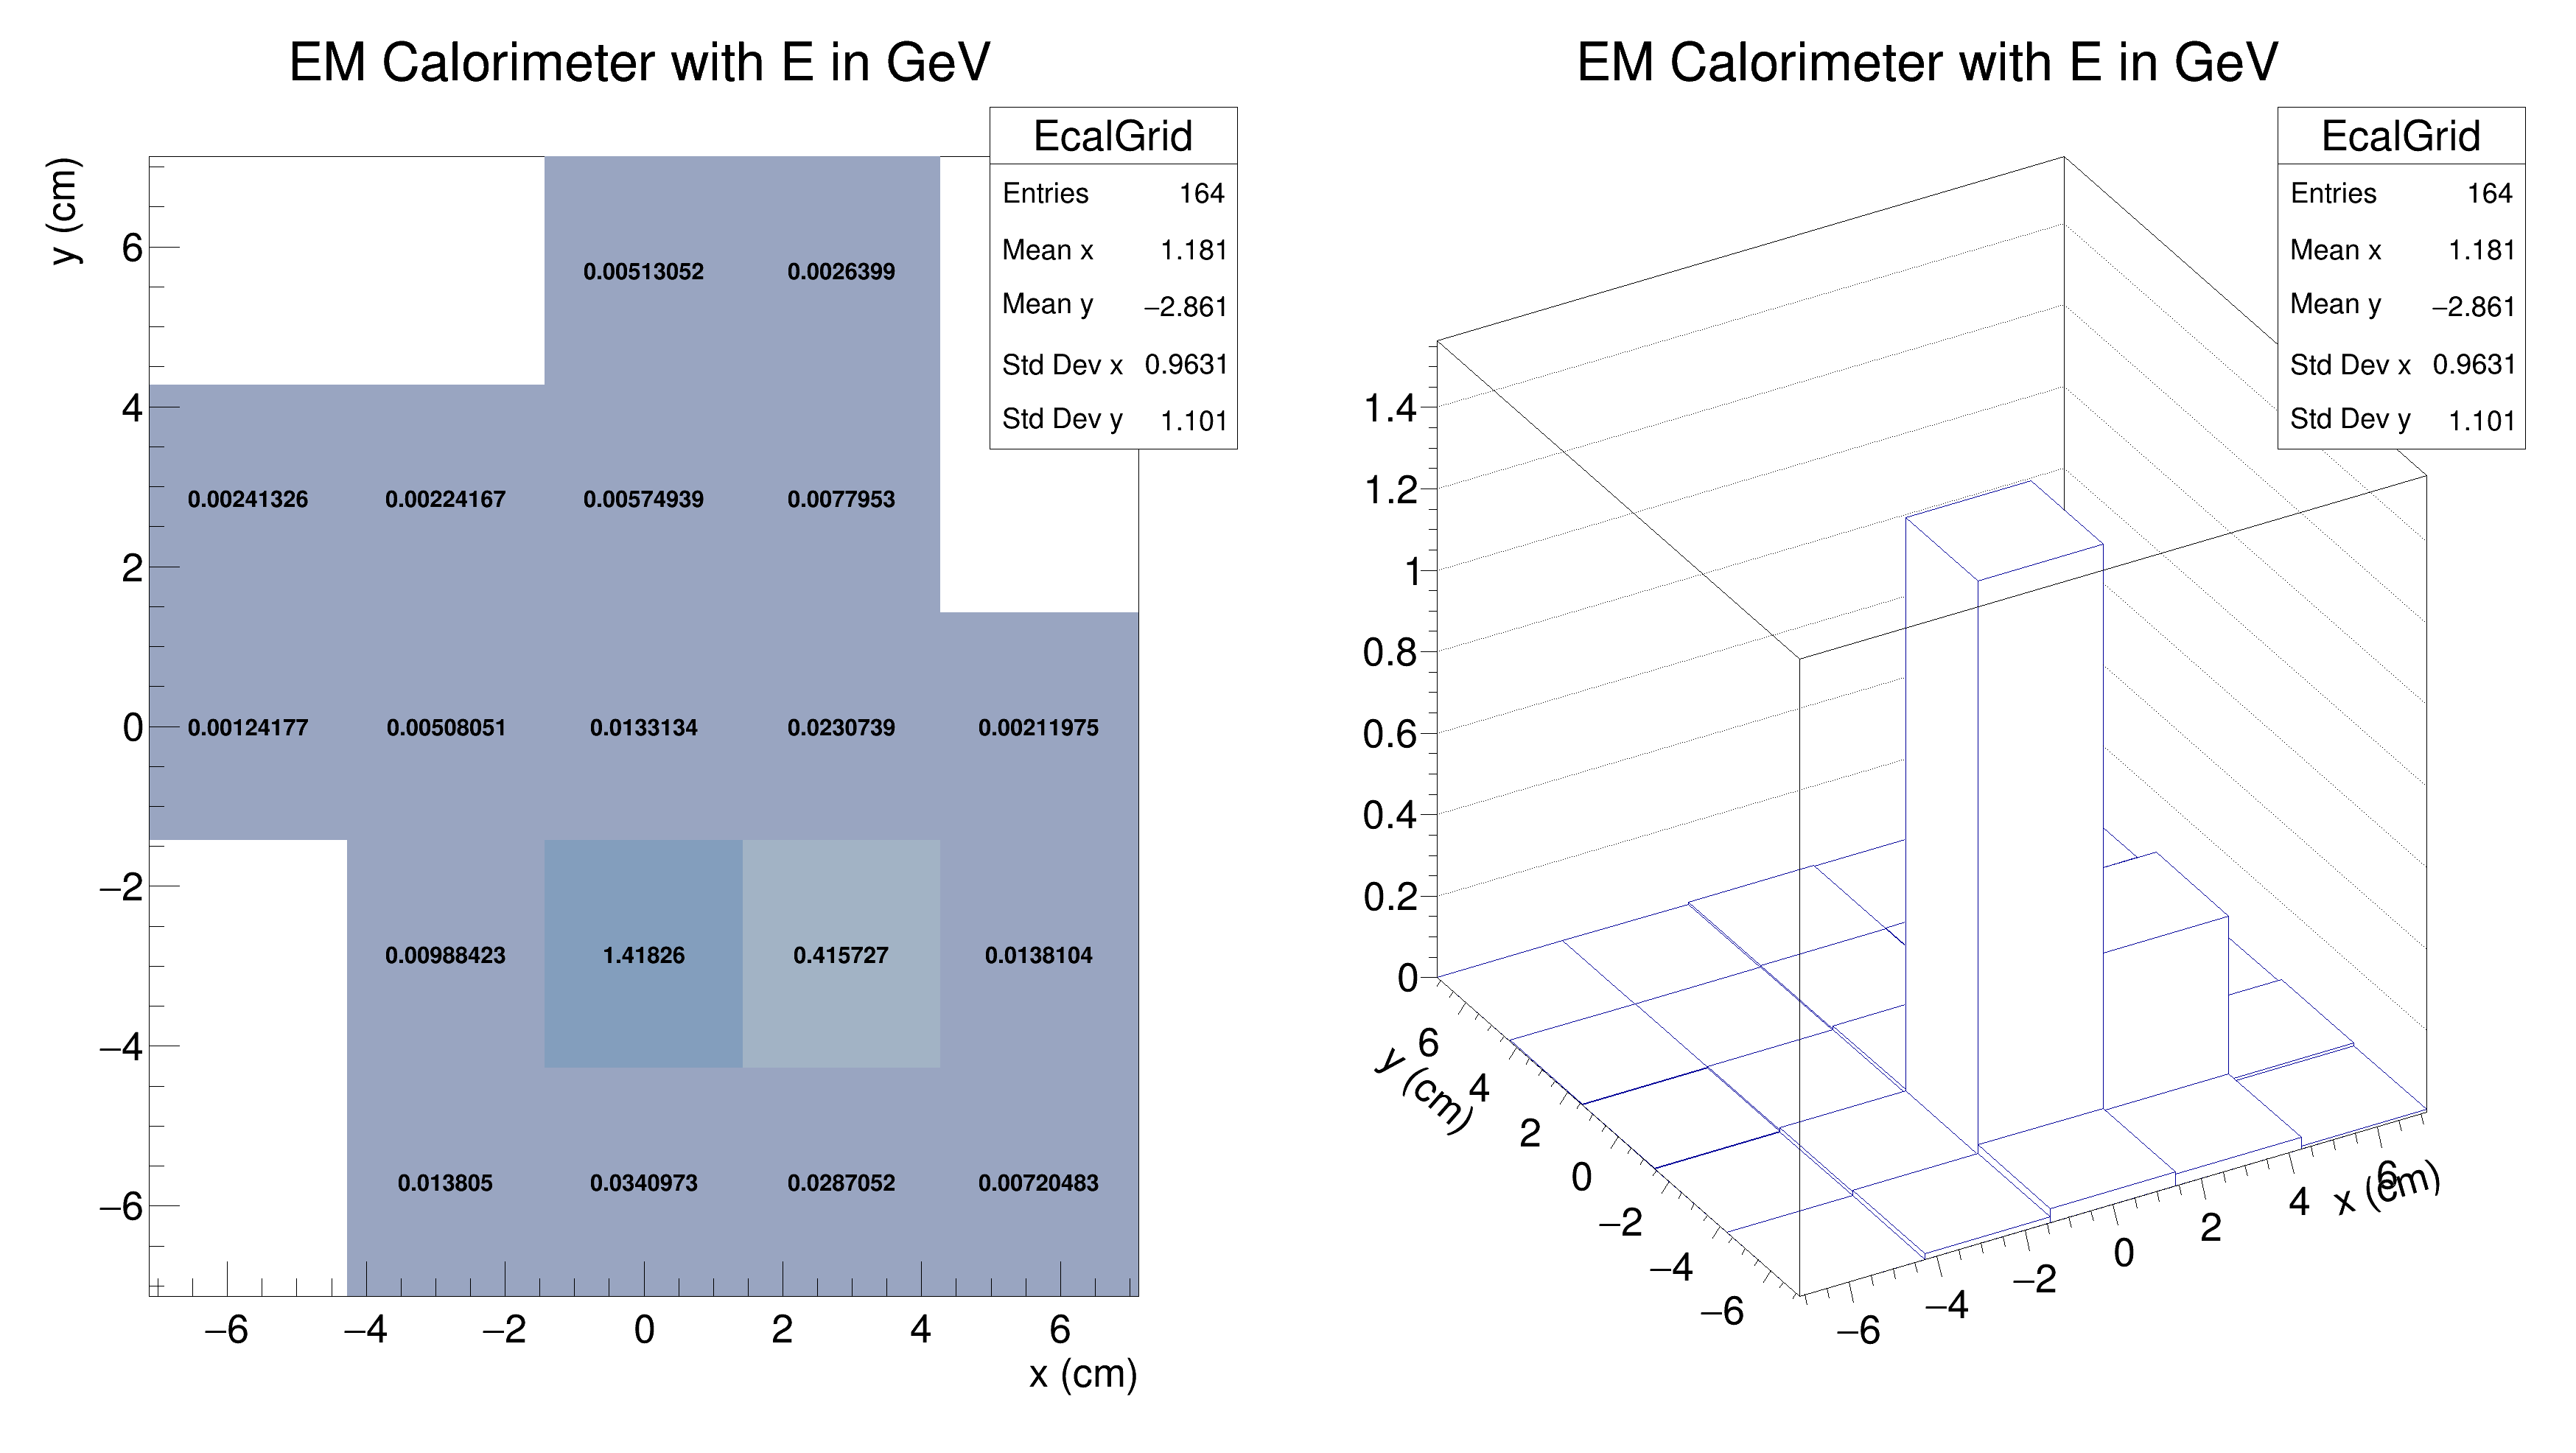 EM Calorimeter with E in GeV
EcalGrid
Entries 164
Mean x 1.181
Mean y −2.861
Std Dev x 0.9631
Std Dev y 1.101
y (cm)
6
4
2
0
−2
−4
−6
0.00513052 0.0026399
0.00241326 0.00224167 0.00574939 0.0077953
0.00124177 0.00508051 0.0133134 0.0230739 0.00211975
0.00988423 1.41826 0.415727 0.0138104
0.013805 0.0340973 0.0287052 0.00720483
−6 −4 −2 0 2 4 6
x (cm)
EM Calorimeter with E in GeV
EcalGrid
Entries 164
Mean x 1.181
Mean y −2.861
Std Dev x 0.9631
Std Dev y 1.101
1.4
1.2
1
0.8
0.6
0.4
0.2
0
6
4
2
0
−2
−4
−6
y (cm)
−6
−4
−2
0
2
4
6
x (cm)